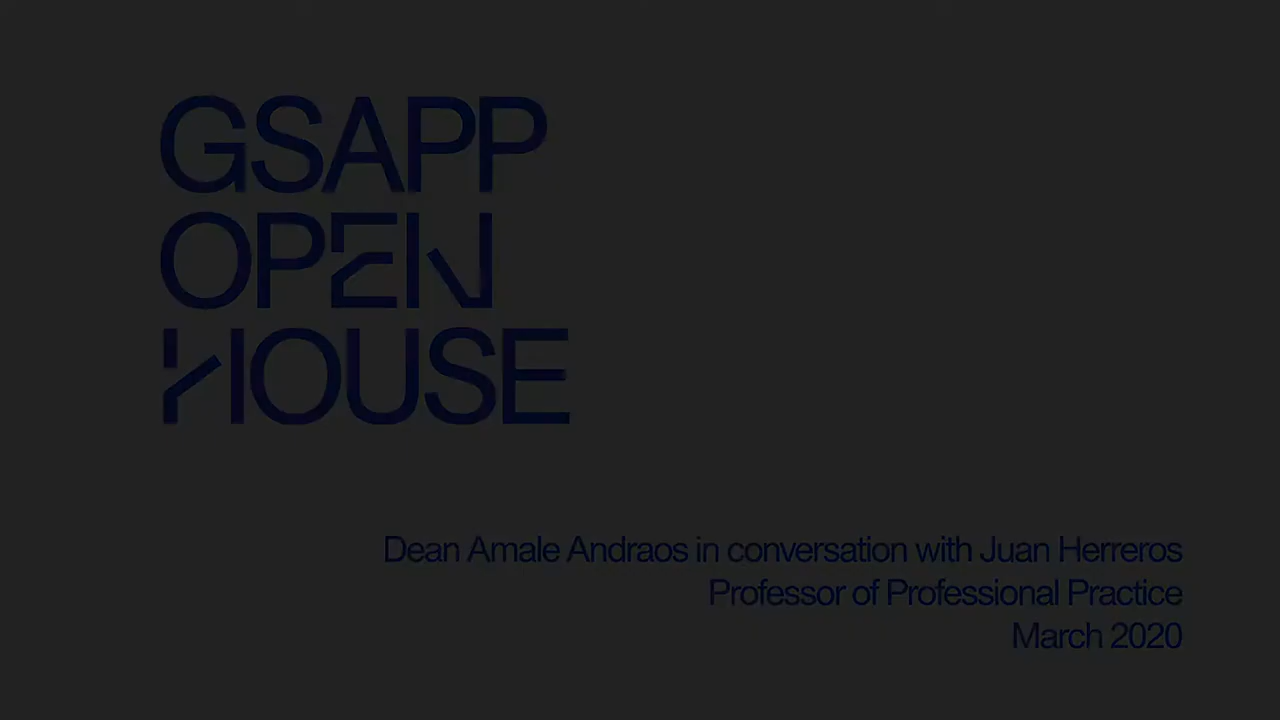 GSAPP
OPEN
HOUSE
Dean Amale Andraos in conversation with Juan Herreros
Professor of Professional Practice
March 2020